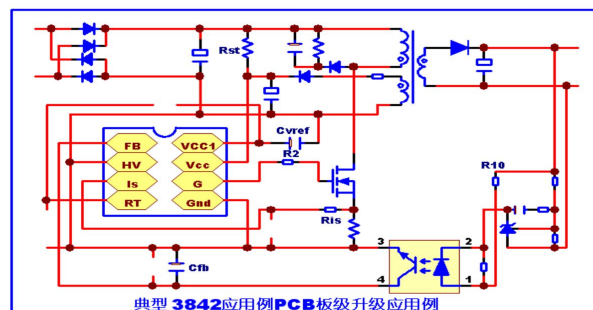 Rst
Cvref
FB VCC1
HV Vcc
R2
Is G
RT Gnd
Ris
R10
3 2
Cfb
4 1
典型 3842应用例PCB板级升级应用例